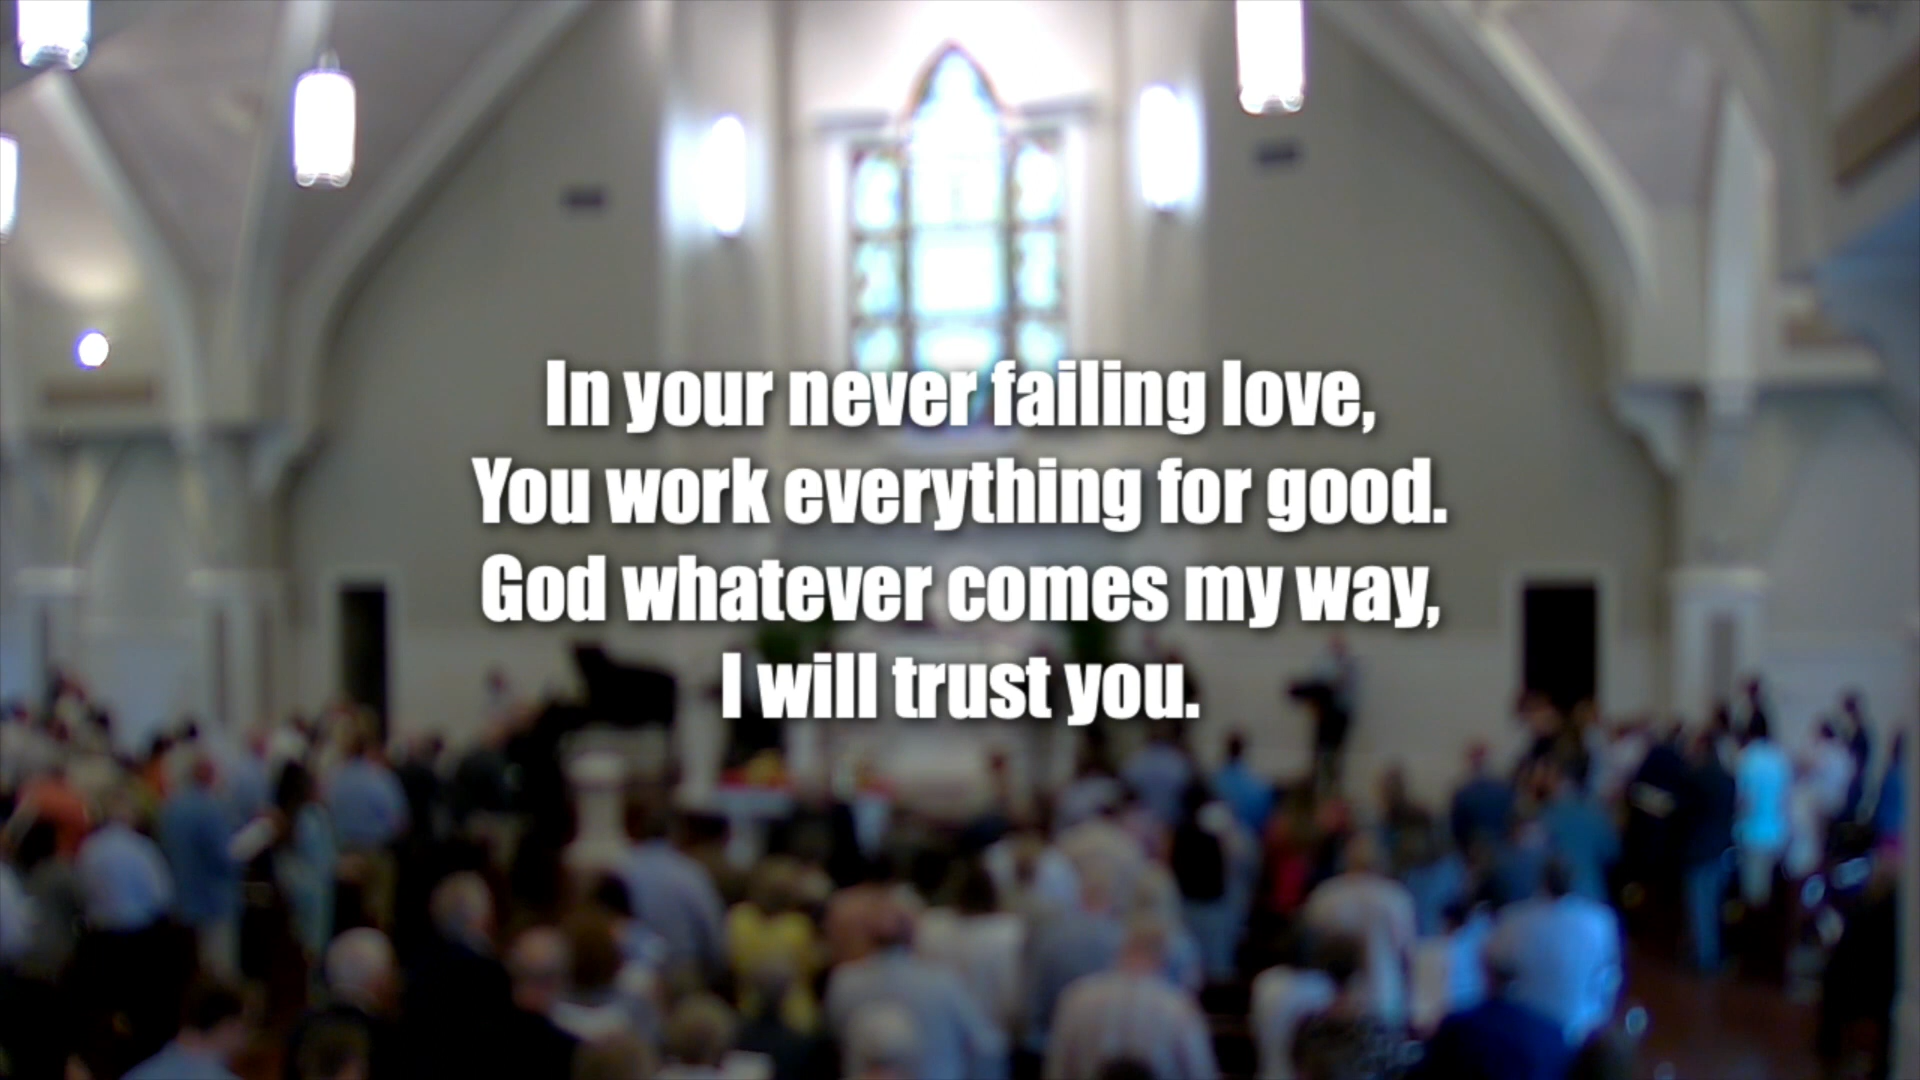 In your never failing love,
You work everything for good.
God whatever comes my way,
I will trust you.